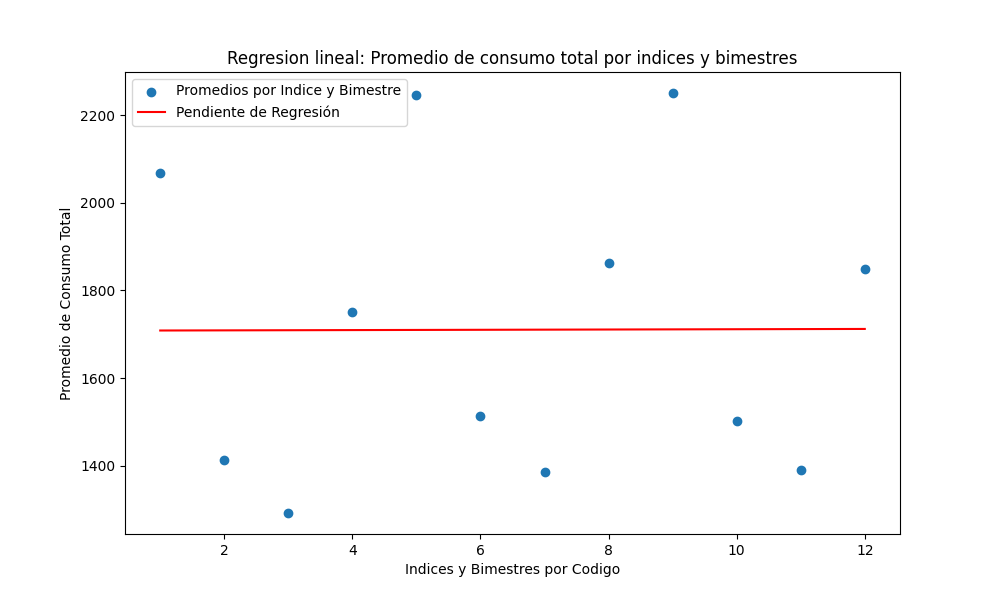 Regresion lineal: Promedio de consumo total por indices y bimestres
Promedios por Indice y Bimestre
Pendiente de Regresión
Promedio de Consumo Total
2200
2000
1800
1600
1400
2 4 6 8 10 12
Indices y Bimestres por Codigo